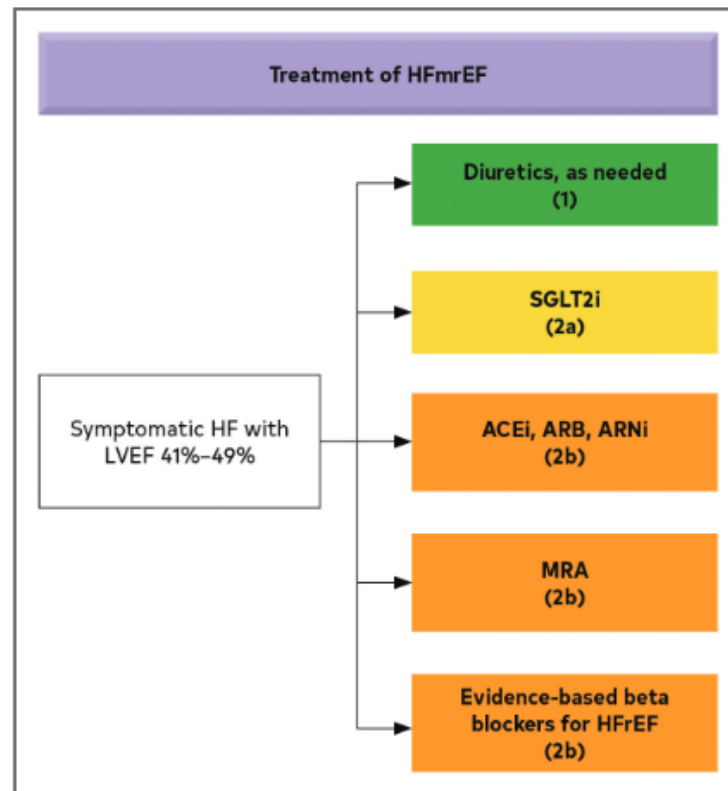 Treatment of HFmrEF
Diuretics, as needed
(1)
SGLT2i
(2a)
Symptomatic HF with
LVEF 41%–49%
ACEi, ARB, ARNi
(2b)
MRA
(2b)
Evidence-based beta
blockers for HFrEF
(2b)